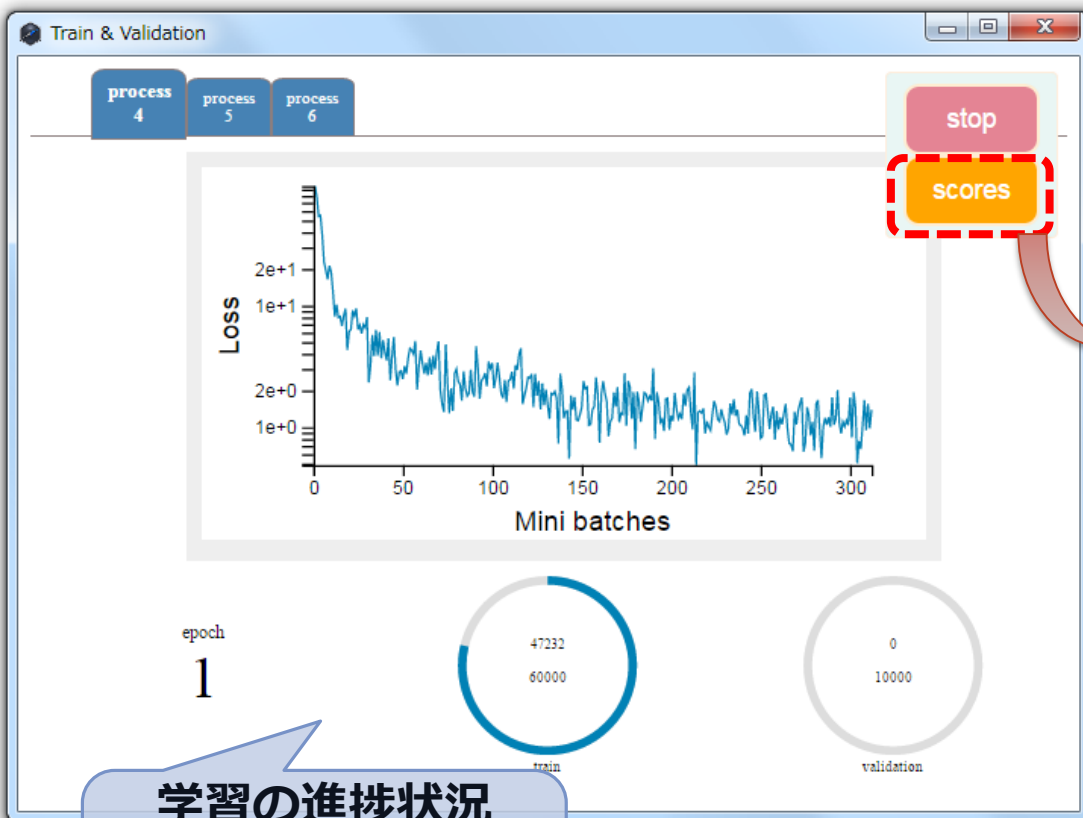 Train & Validation
process
4
process
5
process
6
stop
scores
Loss
2e+1
1e+1
2e+0
1e+0
0 50 100 150 200 250 300
Mini batches
epoch
1
47232
60000
train
0
10000
validation
学習の進捗状況